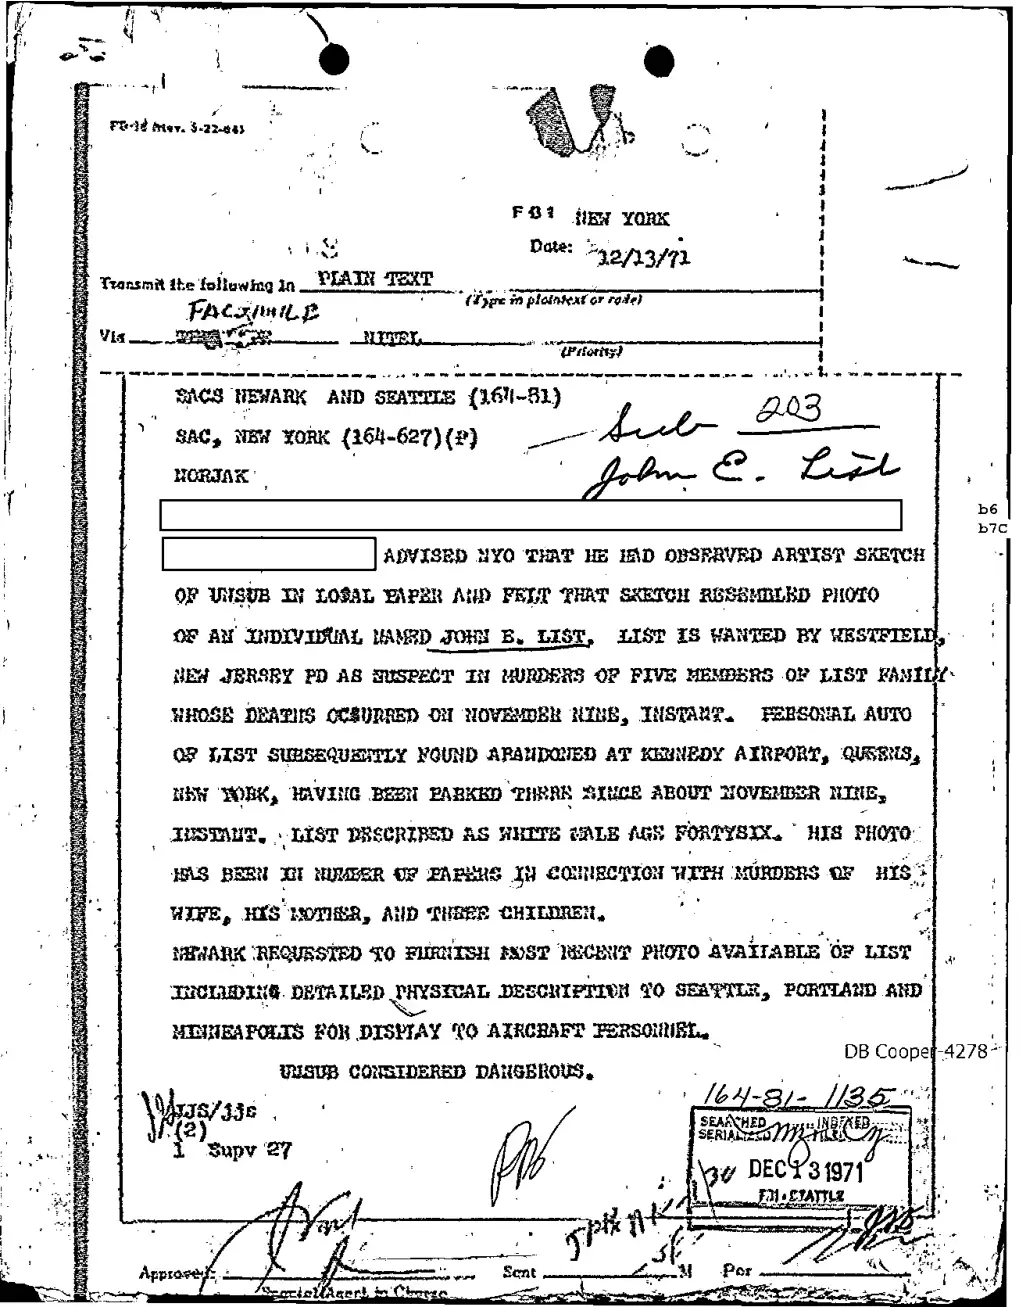 FD-36 (Rev. 5-22-64)
FBI NEW YORK
Date: 12/13/71
Transmit the following in PLAIN TEXT
(Type in plaintext or code)
FACSIMILE
Via NITEL
(Priority)
SACS NEWARK AND SEATTLE (164-81)
SAC, NEW YORK (164-627)(P)
Sub 203
NORJAK
John E. List
b6
b7C
ADVISED NYO THAT HE HAD OBSERVED ARTIST SKETCH
OF UNSUB IN LOCAL PAPER AND FELT THAT SKETCH RESEMBLED PHOTO
OF AN INDIVIDUAL NAMED JOHN E. LIST. LIST IS WANTED BY WESTFIELD,
NEW JERSEY PD AS SUSPECT IN MURDERS OF FIVE MEMBERS OF LIST FAMILY
WHOSE DEATHS OCCURRED ON NOVEMBER NINE, INSTANT. PERSONAL AUTO
OF LIST SUBSEQUENTLY FOUND ABANDONED AT KENNEDY AIRPORT, QUEENS,
NEW YORK, HAVING BEEN PARKED THERE SINCE ABOUT NOVEMBER NINE,
INSTANT. LIST DESCRIBED AS WHITE MALE AGE FORTYSIX. HIS PHOTO
HAS BEEN IN NUMBER OF PAPERS IN CONNECTION WITH MURDERS OF HIS
WIFE, HIS MOTHER, AND THREE CHILDREN.
NEWARK REQUESTED TO FURNISH MOST RECENT PHOTO AVAILABLE OF LIST
INCLUDING DETAILED PHYSICAL DESCRIPTION TO SEATTLE, PORTLAND AND
MINNEAPOLIS FOR DISPLAY TO AIRCRAFT PERSONNEL.
DB Cooper-4278
UNSUB CONSIDERED DANGEROUS.
164-81-1135
JJS/jjs
(2)
1 Supv 27
SEARCHED INDEXED
SERIALIZED FILED
DEC 13 1971
FBI - SEATTLE
Approved: Sent M Per
Special Agent in Charge